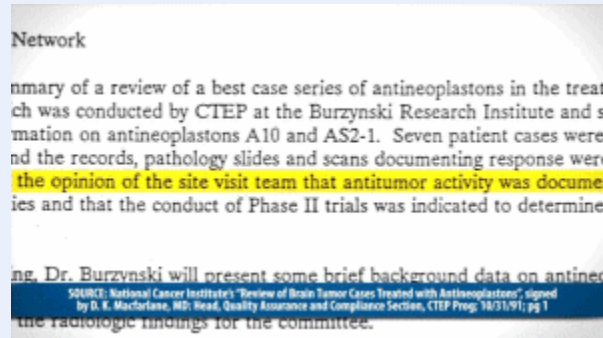 Network
nmary of a review of a best case series of antineoplastons in the treat
ch was conducted by CTEP at the Burzynski Research Institute and s
mation on antineoplastons A10 and AS2-1. Seven patient cases were
nd the records, pathology slides and scans documenting response were
the opinion of the site visit team that antitumor activity was docume
ies and that the conduct of Phase II trials was indicated to determine
ng, Dr. Burzynski will present some brief background data on antineo
SOURCE: National Cancer Institute's "Review of Brain Tumor Cases Treated with Antineoplastons", signed
by D. K. Macfarlane, MD: Head, Quality Assurance and Compliance Section, CTEP Prog; 10/31/91; pg 1
the radiologic findings for the committee.